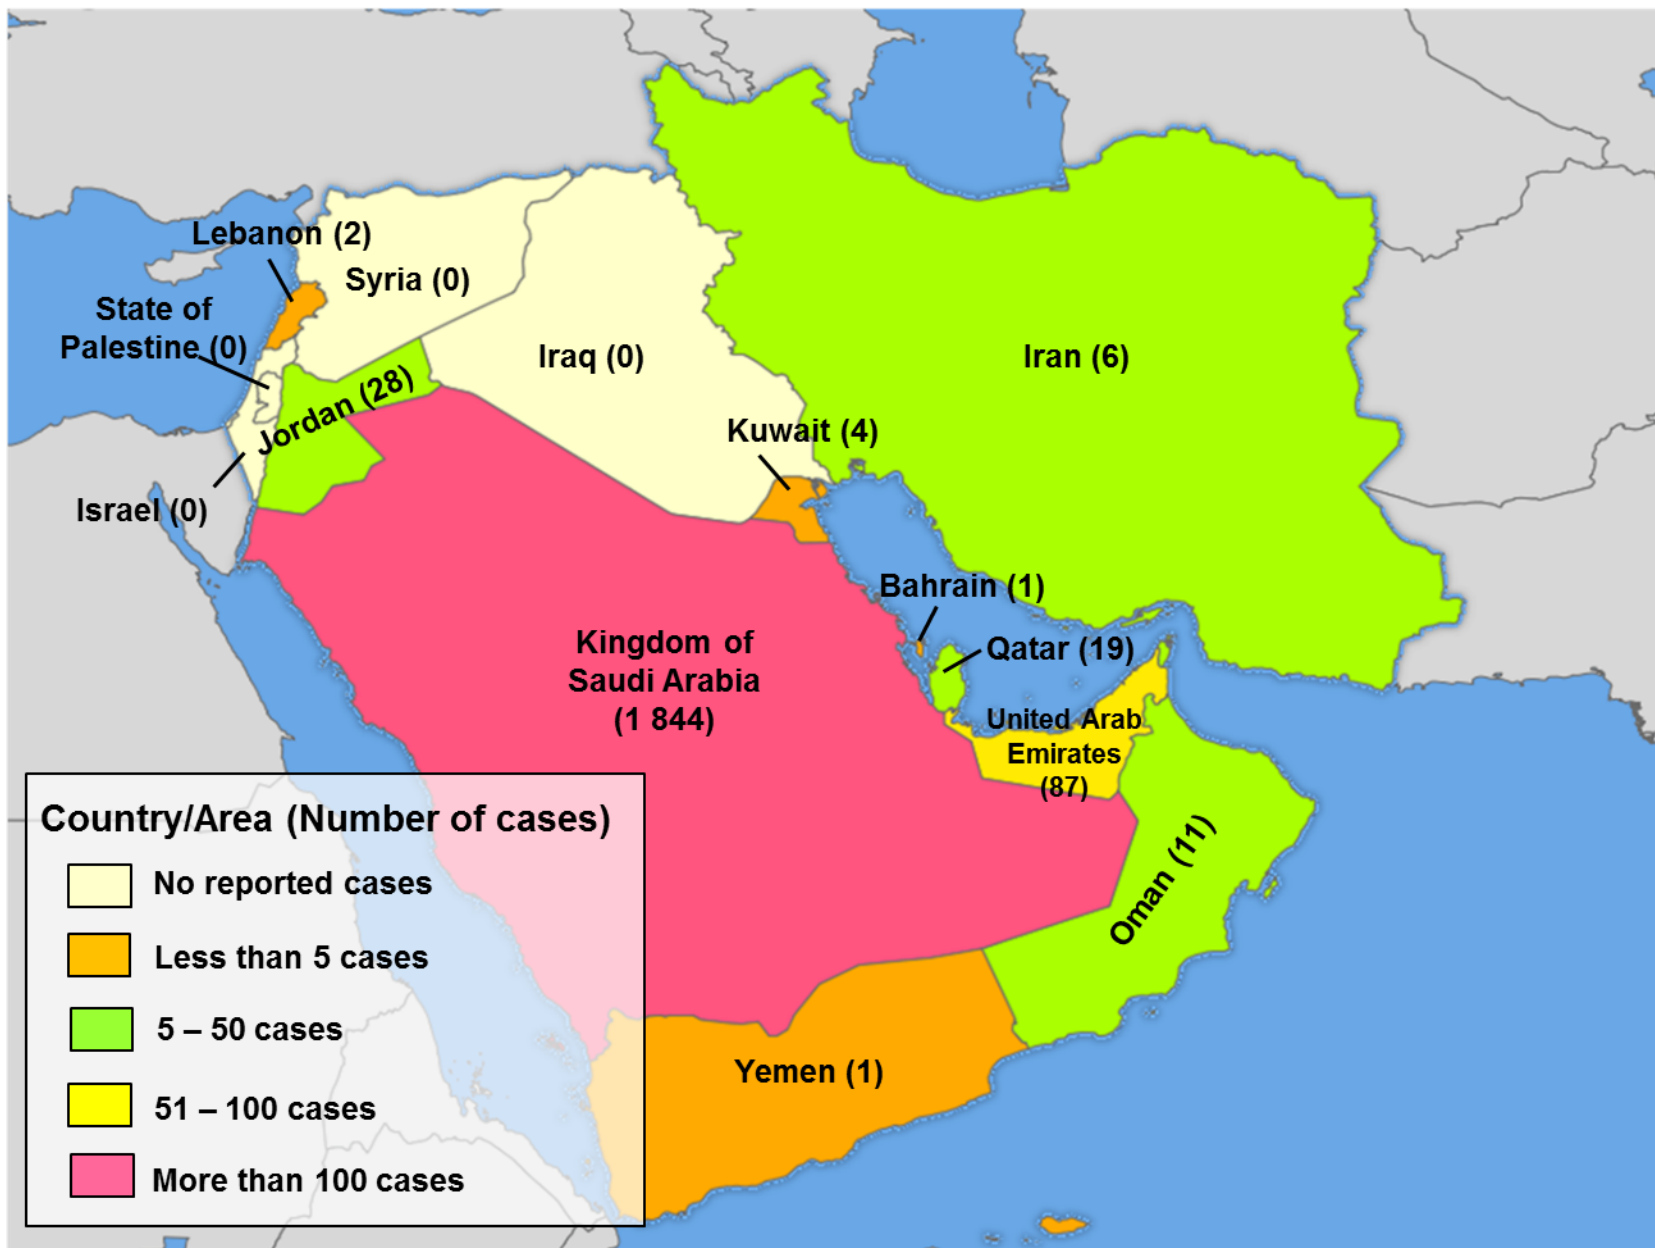 Lebanon (2)
Syria (0)
State of
Palestine (0)
Iraq (0)
Iran (6)
Jordan (28)
Kuwait (4)
Israel (0)
Bahrain (1)
Qatar (19)
Kingdom of
Saudi Arabia
(1 844)
United Arab
Emirates
(87)
Oman (11)
Yemen (1)
Country/Area (Number of cases)
No reported cases
Less than 5 cases
5 – 50 cases
51 – 100 cases
More than 100 cases